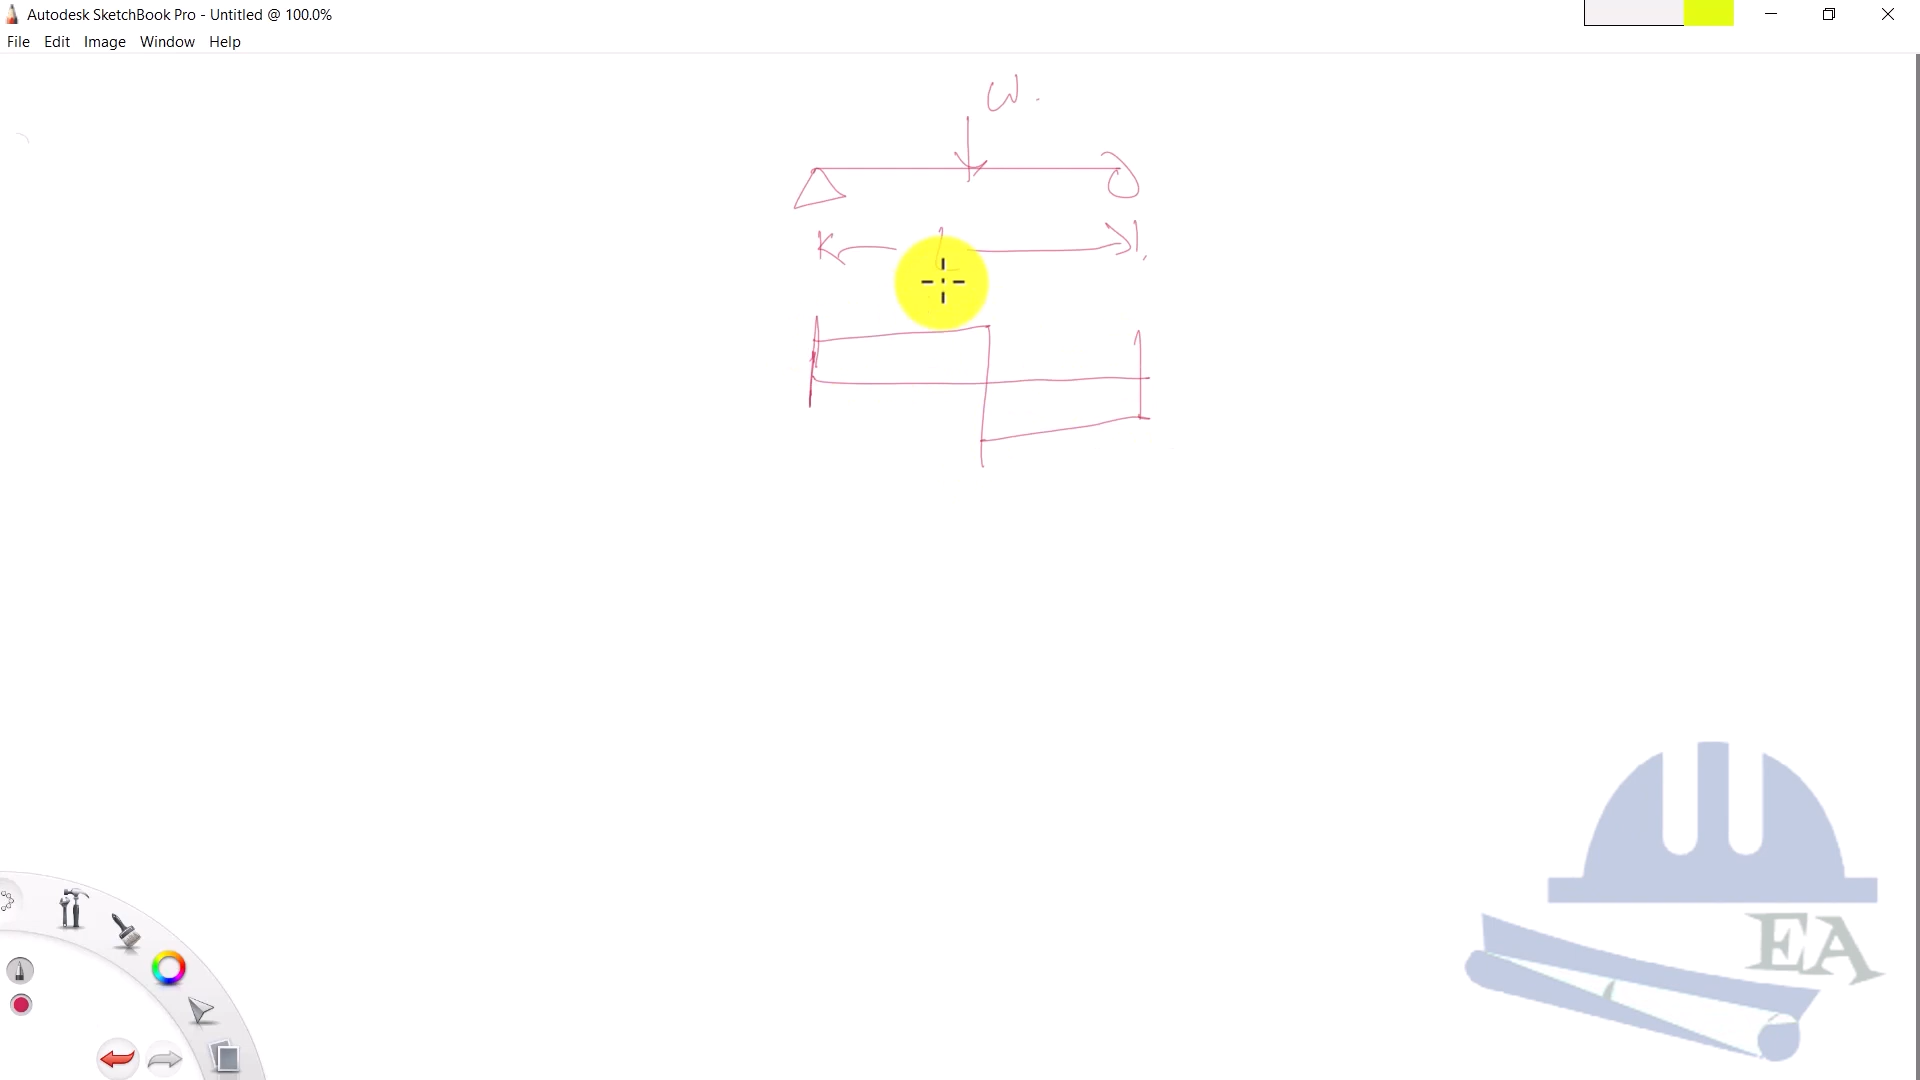 Autodesk SketchBook Pro - Untitled @ 100.0%
File Edit Image Window Help
W.
L
EA